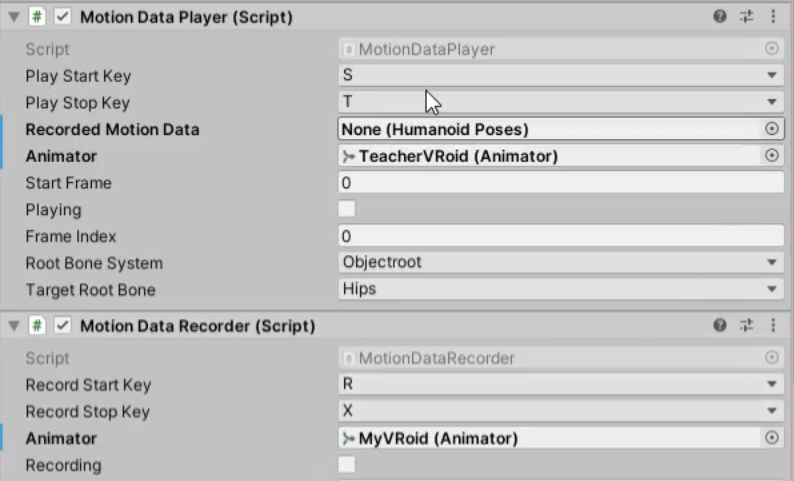 Motion Data Player (Script)
Script MotionDataPlayer
Play Start Key S
Play Stop Key T
Recorded Motion Data None (Humanoid Poses)
Animator TeacherVRoid (Animator)
Start Frame 0
Playing
Frame Index 0
Root Bone System Objectroot
Target Root Bone Hips
Motion Data Recorder (Script)
Script MotionDataRecorder
Record Start Key R
Record Stop Key X
Animator MyVRoid (Animator)
Recording